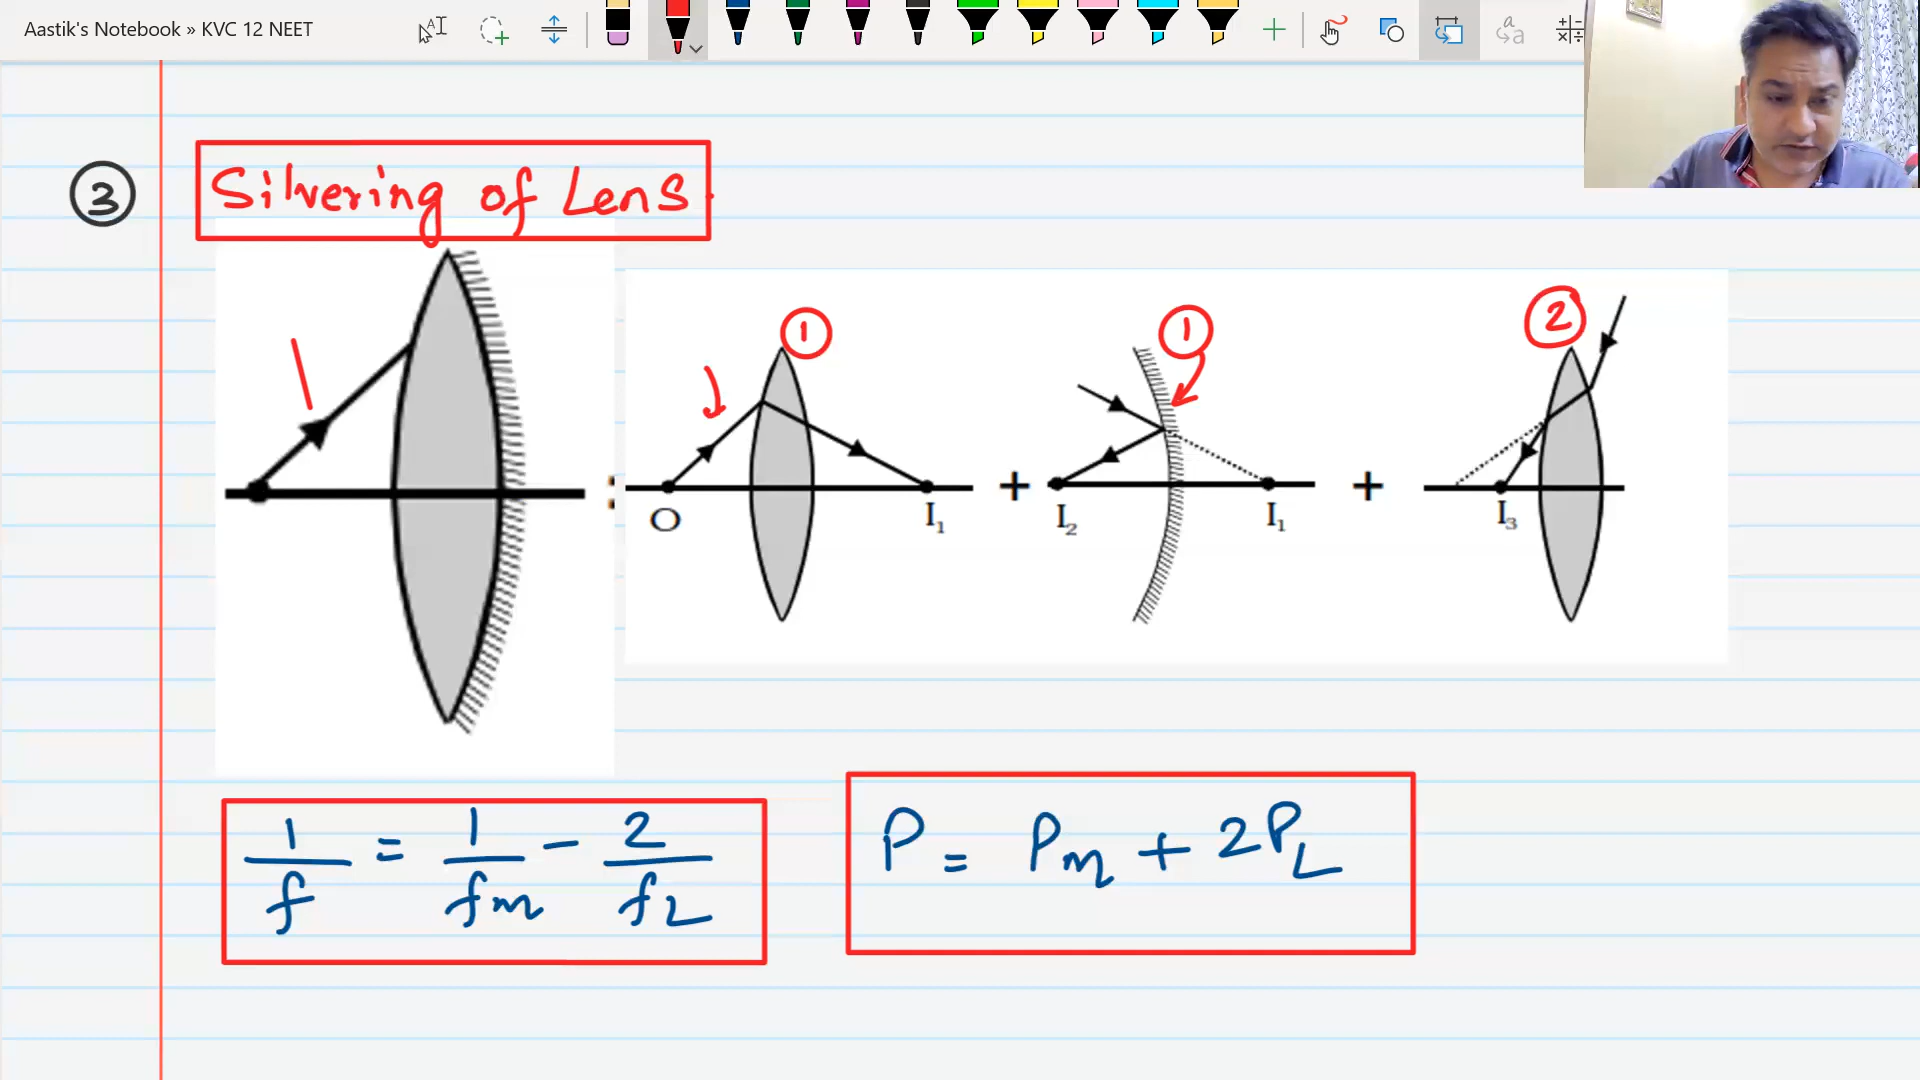 Aastik's Notebook » KVC 12 NEET
3 Silvering of Lens.
1 1 2
O I₁ + I₂ I₁ + I₃
1/f = 1/fm - 2/fL
P = Pm + 2PL